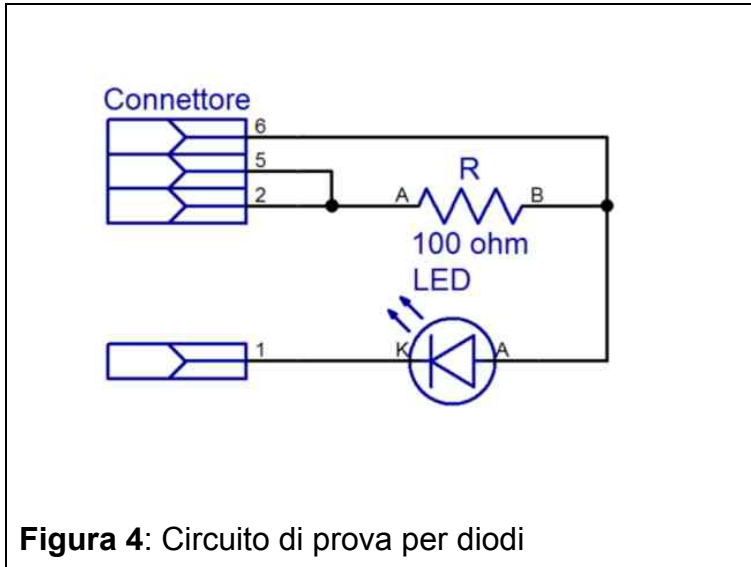 Connettore
6
5
2
A
R
B
100 ohm
LED
1
K
A
Figura 4: Circuito di prova per diodi